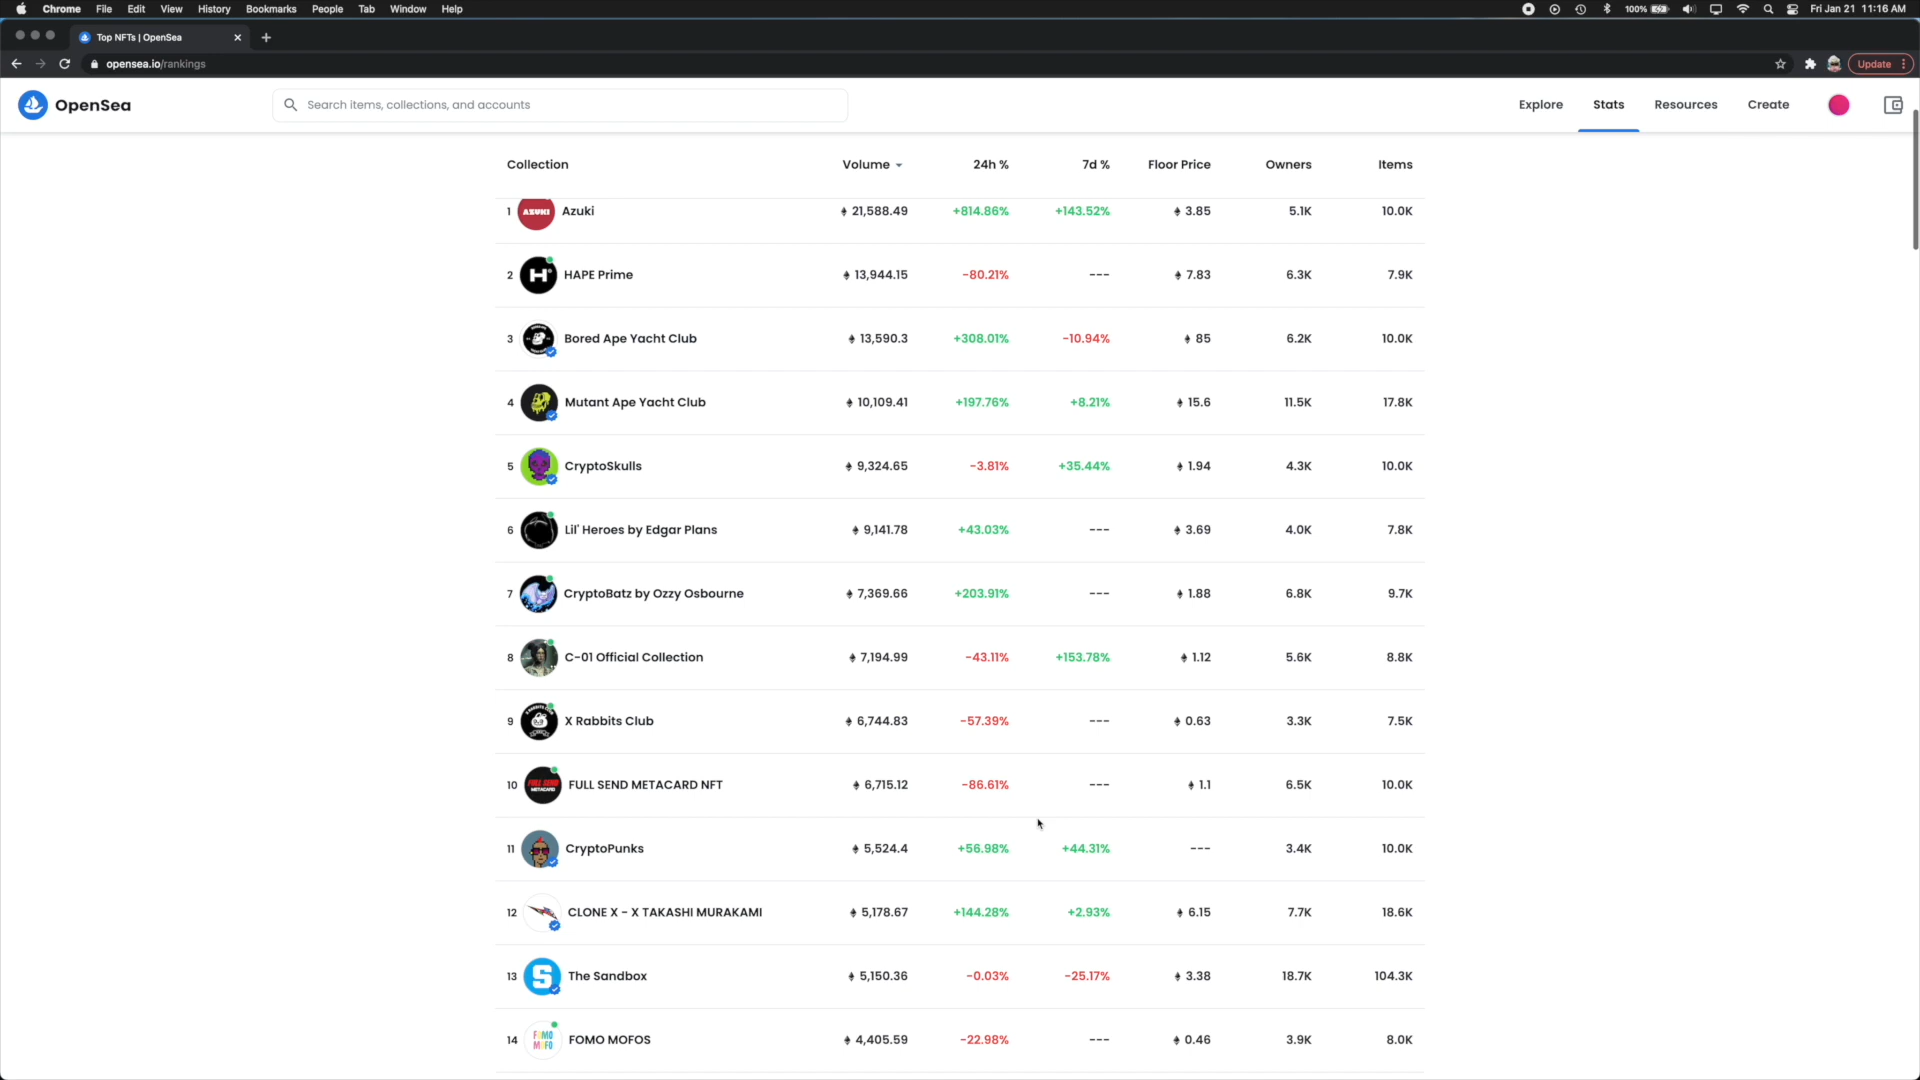 Chrome File Edit View History Bookmarks People Tab Window Help 100% Fri Jan 21 11:16 AM
Top NFTs | OpenSea
opensea.io/rankings Update
OpenSea Search items, collections, and accounts Explore Stats Resources Create
Collection Volume 24h % 7d % Floor Price Owners Items
1 AZUKI Azuki 21,588.49 +814.86% +143.52% 3.85 5.1K 10.0K
2 H HAPE Prime 13,944.15 -80.21% --- 7.83 6.3K 7.9K
3 Bored Ape Yacht Club 13,590.3 +308.01% -10.94% 85 6.2K 10.0K
4 Mutant Ape Yacht Club 10,109.41 +197.76% +8.21% 15.6 11.5K 17.8K
5 CryptoSkulls 9,324.65 -3.81% +35.44% 1.94 4.3K 10.0K
6 Lil' Heroes by Edgar Plans 9,141.78 +43.03% --- 3.69 4.0K 7.8K
7 CryptoBatz by Ozzy Osbourne 7,369.66 +203.91% --- 1.88 6.8K 9.7K
8 C-01 Official Collection 7,194.99 -43.11% +153.78% 1.12 5.6K 8.8K
9 X Rabbits Club 6,744.83 -57.39% --- 0.63 3.3K 7.5K
10 FULL SEND METACARD FULL SEND METACARD NFT 6,715.12 -86.61% --- 1.1 6.5K 10.0K
11 CryptoPunks 5,524.4 +56.98% +44.31% --- 3.4K 10.0K
12 CLONE X - X TAKASHI MURAKAMI 5,178.67 +144.28% +2.93% 6.15 7.7K 18.6K
13 S The Sandbox 5,150.36 -0.03% -25.17% 3.38 18.7K 104.3K
14 FOMO MOFO FOMO MOFOS 4,405.59 -22.98% --- 0.46 3.9K 8.0K